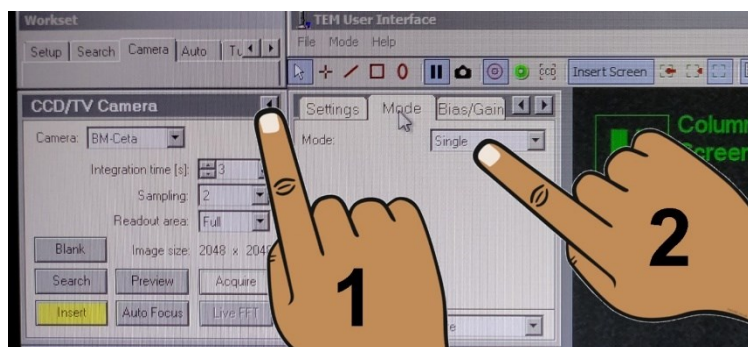 Workset
Setup Search Camera Auto
TEM User Interface
File Mode Help
Insert Screen
CCD/TV Camera
Camera: BM-Ceta
Integration time [s]: 3
Sampling: 2
Readout area: Full
Blank Image size: 2048 x 2048
Search Preview Acquire
Insert Auto Focus Live FFT
Settings Mode Bias/Gain
Mode: Single
1
2